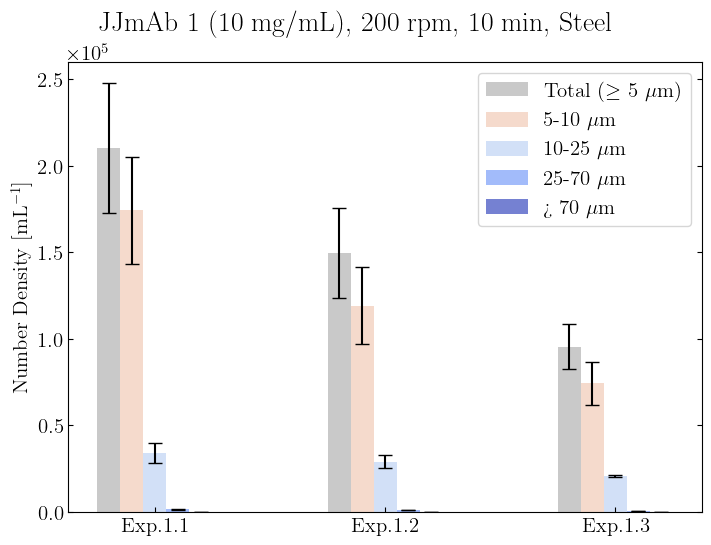 JJmAb 1 (10 mg/mL), 200 rpm, 10 min, Steel
×10⁵
2.5
2.0
1.5
1.0
0.5
0.0
Number Density [mL⁻¹]
Total (≥ 5 μm)
5-10 μm
10-25 μm
25-70 μm
¿ 70 μm
Exp.1.1
Exp.1.2
Exp.1.3